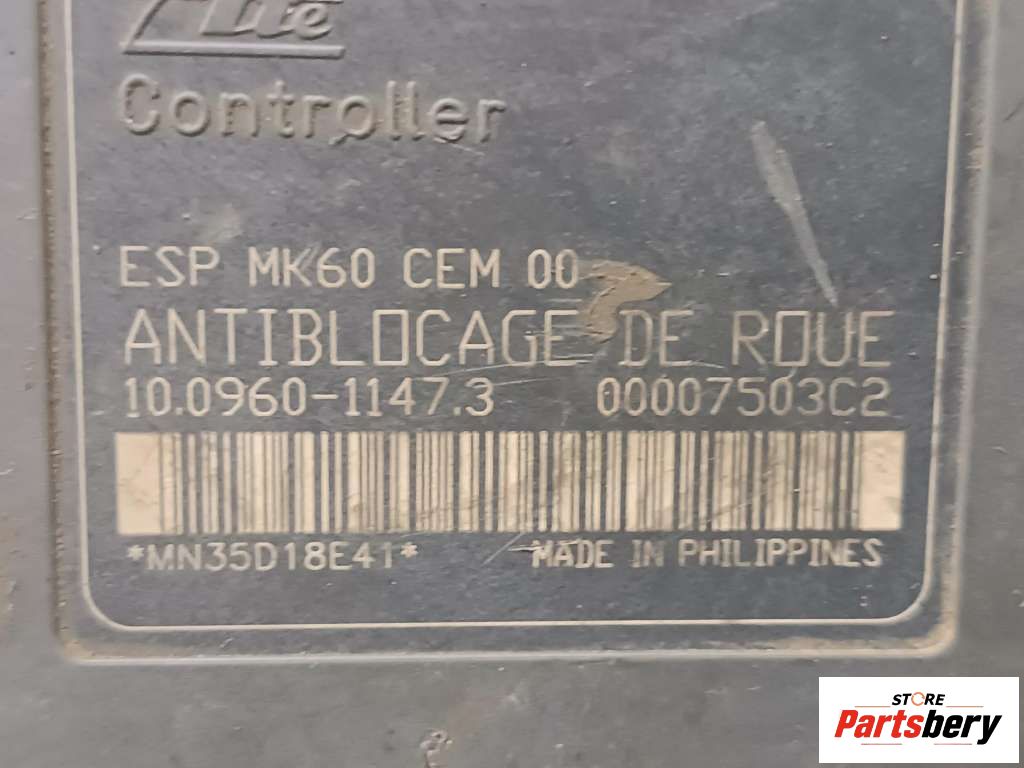 Ate
Controller
ESP MK60 CEM 00
ANTIBLOCAGE DE ROUE
10.0960-1147.3 00007503C2
*MN35D18E41*
MADE IN PHILIPPINES
STORE
Partsbery